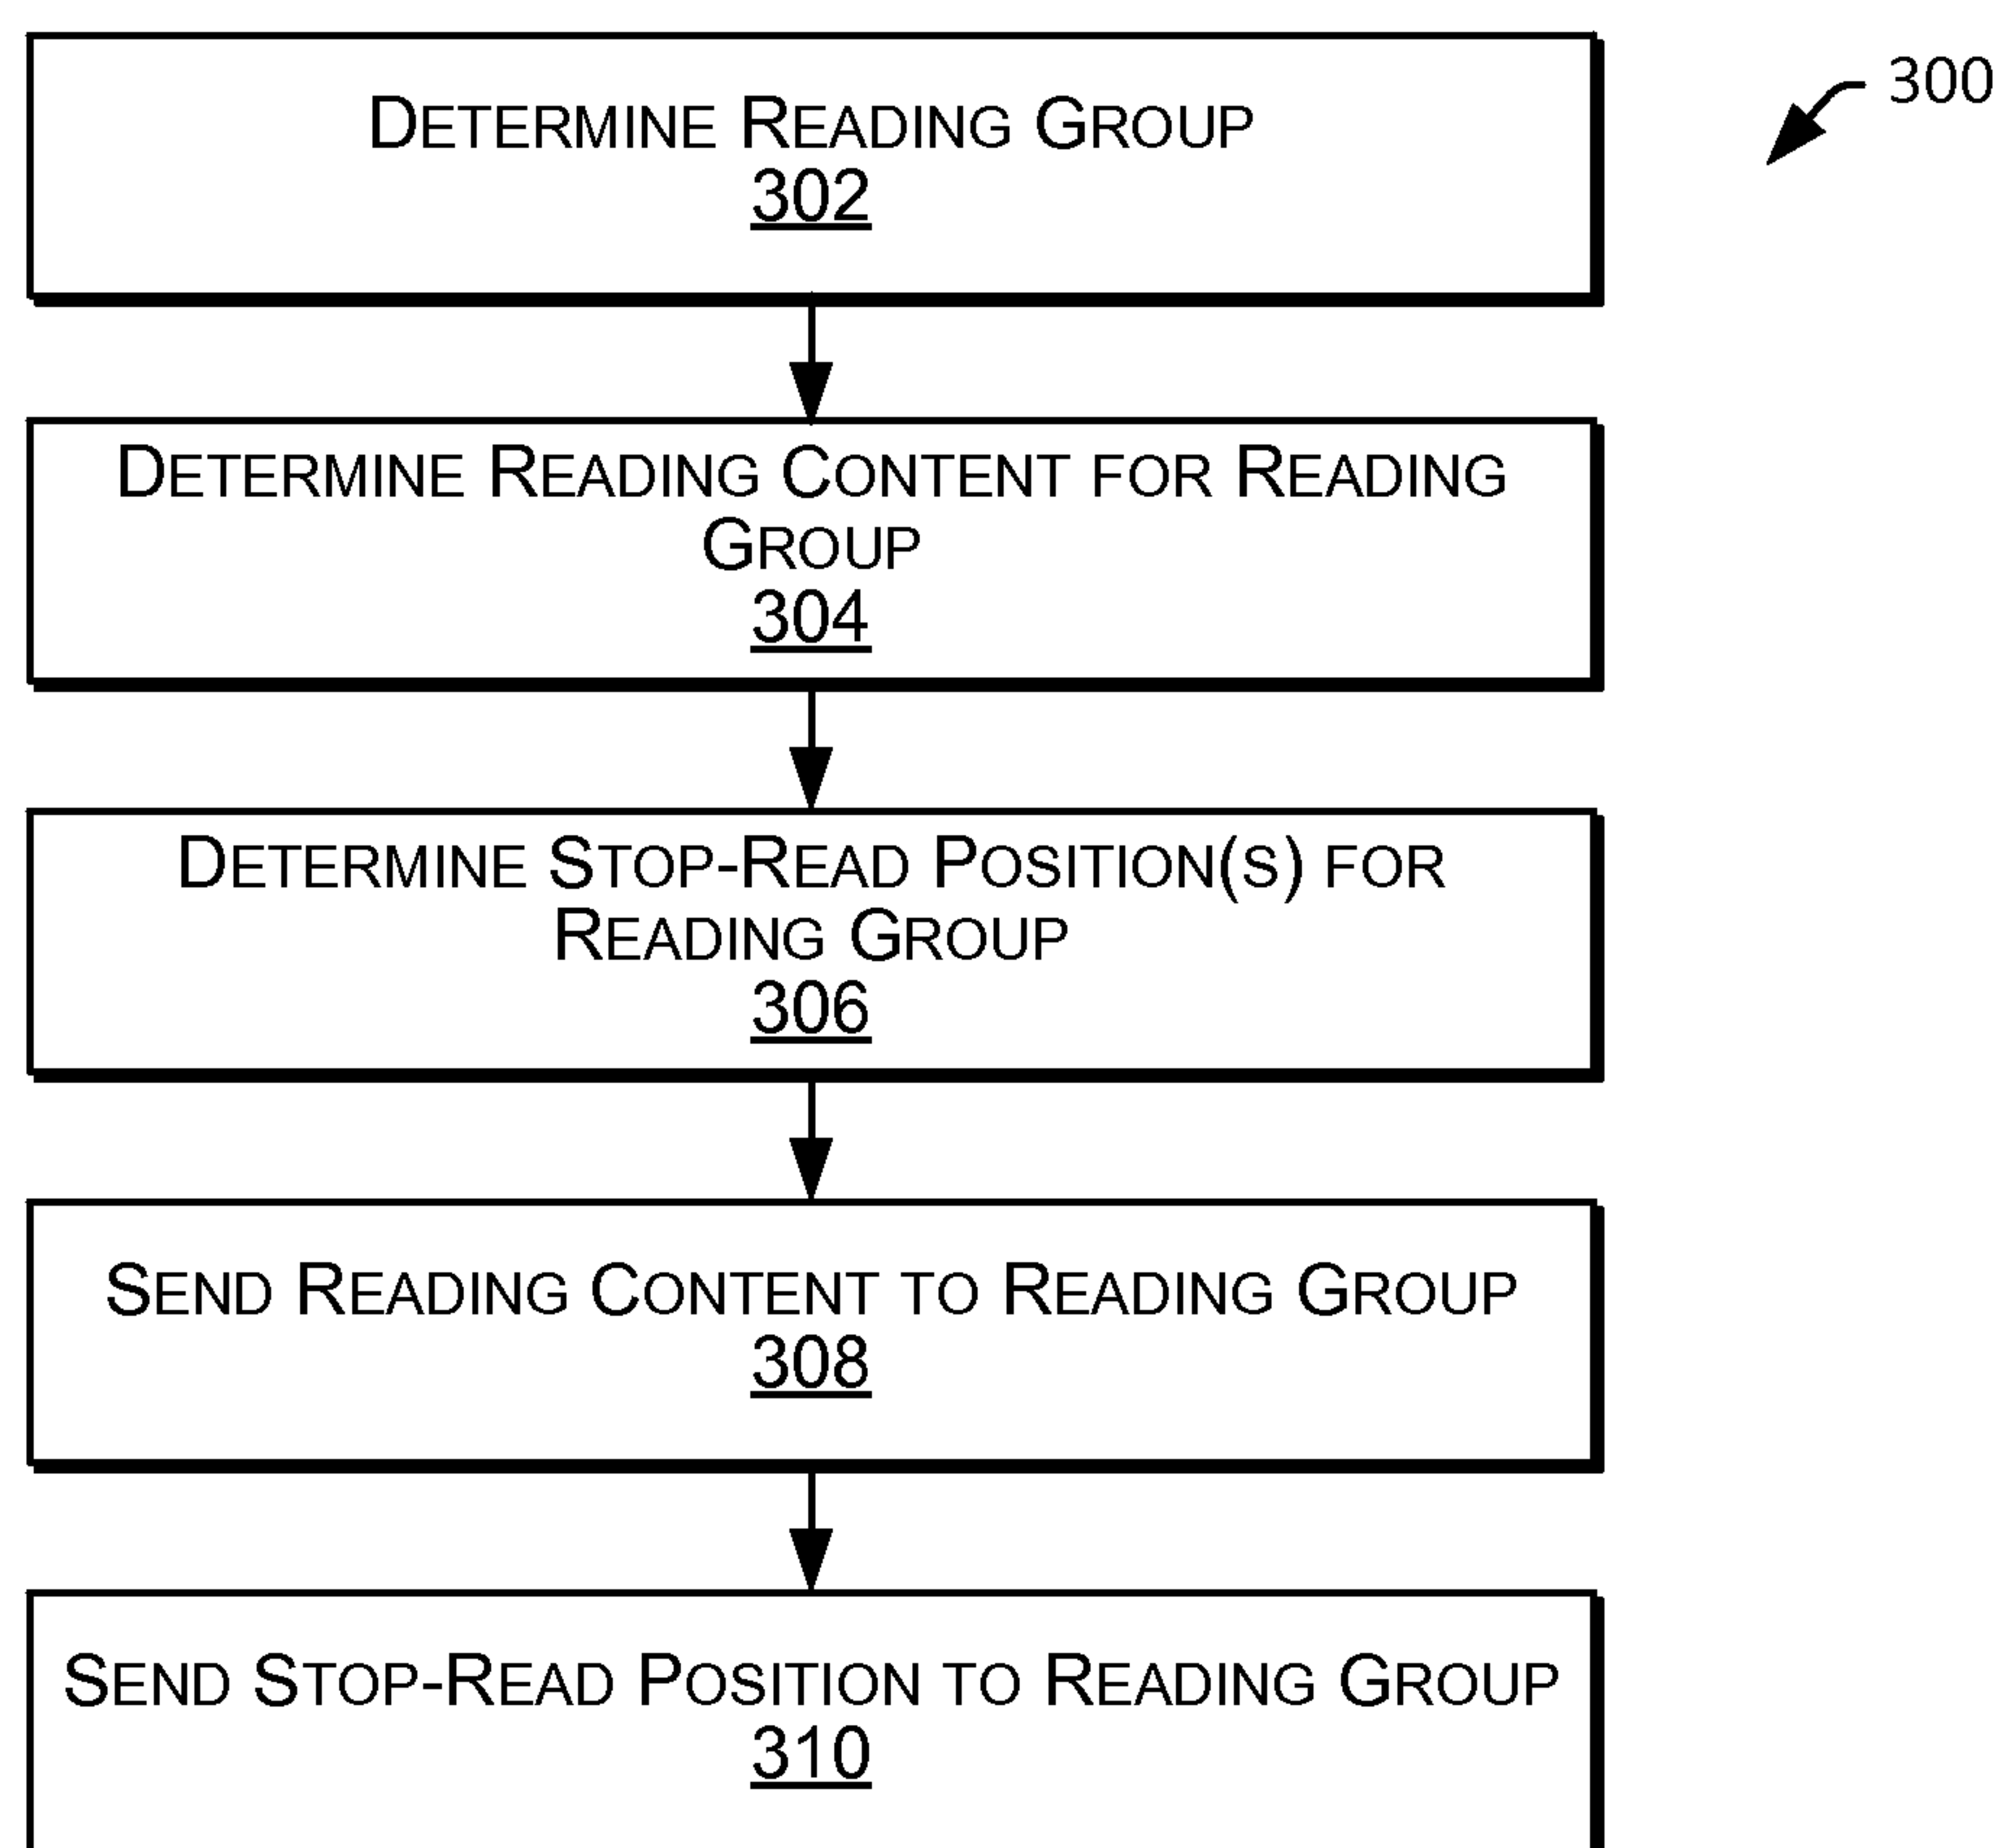 DETERMINE READING GROUP
302
300
DETERMINE READING CONTENT FOR READING
GROUP
304
DETERMINE STOP-READ POSITION(S) FOR
READING GROUP
306
SEND READING CONTENT TO READING GROUP
308
SEND STOP-READ POSITION TO READING GROUP
310